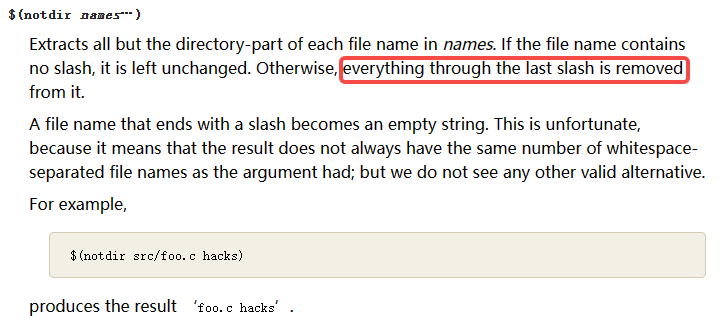 $(notdir names…)
Extracts all but the directory-part of each file name in names. If the file name contains
no slash, it is left unchanged. Otherwise, everything through the last slash is removed
from it.
A file name that ends with a slash becomes an empty string. This is unfortunate,
because it means that the result does not always have the same number of whitespace-
separated file names as the argument had; but we do not see any other valid alternative.
For example,
$(notdir src/foo.c hacks)
produces the result ‘foo.c hacks’.